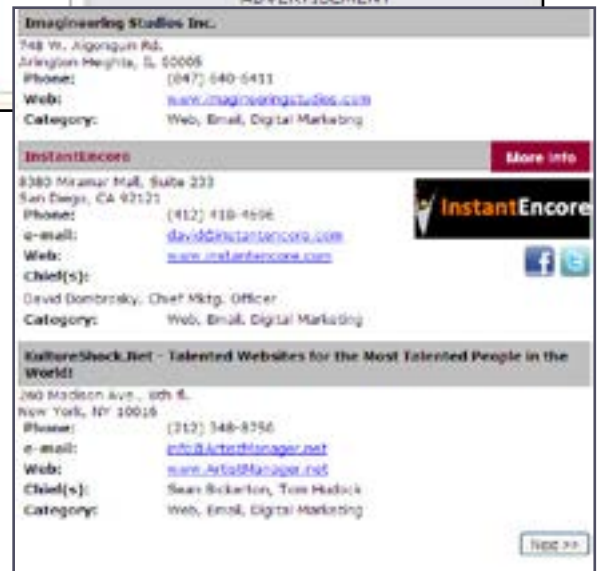 ADVERTISEMENT
Imagineering Studios Inc.
748 W. Algonquin Rd.
Arlington Heights, IL 60005
Phone: (847) 640-6411
Web: www.imagineeringstudios.com
Category: Web, Email, Digital Marketing
InstantEncore More Info
8380 Miramar Mall, Suite 233
San Diego, CA 92121
InstantEncore
Phone: (412) 418-4696
e-mail: david@instantencore.com
Web: www.instantencore.com
Chief(s):
David Dombrosky, Chief Mktg. Officer
Category: Web, Email, Digital Marketing
KultureShock.Net - Talented Websites for the Most Talented People in the
World!
260 Madison Ave., 8th fl.
New York, NY 10016
Phone: (212)
e-mail: info@ArtistManager.net
Web: www.ArtistManager.net
Chief(s): Sean Bickerton, Tom Hudock
Category: Web, Email, Digital Marketing
Next >>